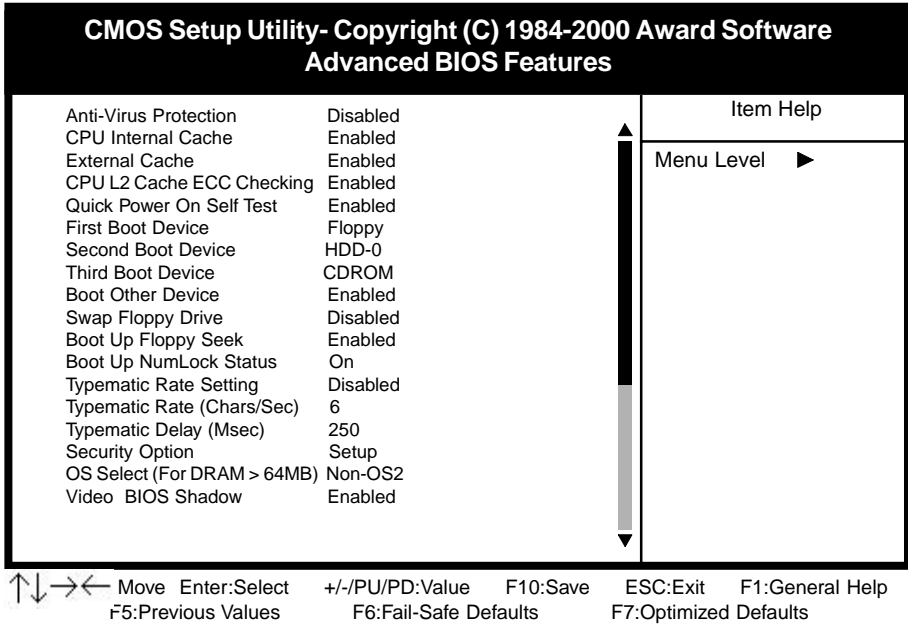 CMOS Setup Utility- Copyright (C) 1984-2000 Award Software
Advanced BIOS Features
Anti-Virus Protection Disabled
CPU Internal Cache Enabled
External Cache Enabled
CPU L2 Cache ECC Checking Enabled
Quick Power On Self Test Enabled
First Boot Device Floppy
Second Boot Device HDD-0
Third Boot Device CDROM
Boot Other Device Enabled
Swap Floppy Drive Disabled
Boot Up Floppy Seek Enabled
Boot Up NumLock Status On
Typematic Rate Setting Disabled
Typematic Rate (Chars/Sec) 6
Typematic Delay (Msec) 250
Security Option Setup
OS Select (For DRAM > 64MB) Non-OS2
Video BIOS Shadow Enabled
Item Help
Menu Level ►
↑↓→← Move Enter:Select +/-/PU/PD:Value F10:Save ESC:Exit F1:General Help
F5:Previous Values F6:Fail-Safe Defaults F7:Optimized Defaults